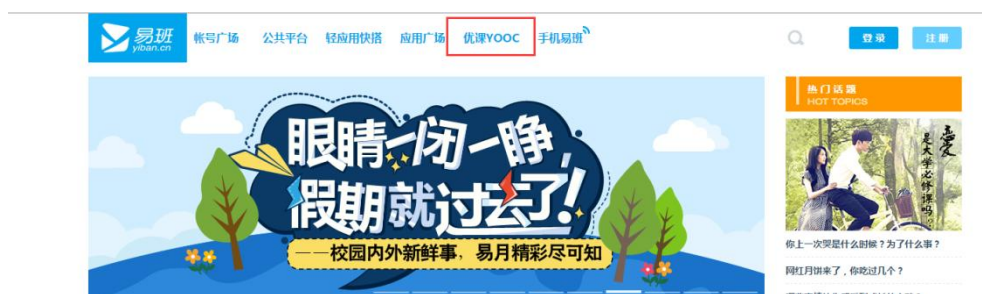 易班
yiban.cn
帐号广场 公共平台 轻应用快搭 应用广场 优课YOOC 手机易班
登录 注册
眼睛一闭一睁，
假期就过去了！
——校园内外新鲜事，易月精彩尽可知
热门话题
HOT TOPICS
恋爱
是大学必修课吗
你上一次哭是什么时候？为了什么事？
网红月饼来了，你吃过几个？